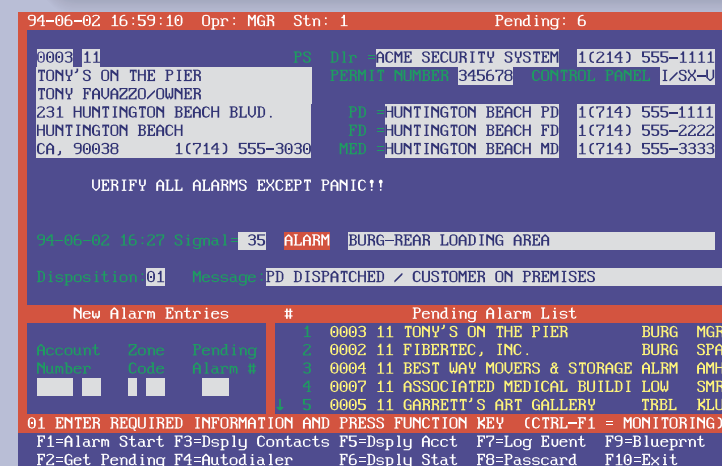 94-06-02 16:59:10 Opr: MGR Stn: 1 Pending: 6
0003 11 PS Dlr =ACME SECURITY SYSTEM 1(214) 555-1111
TONY'S ON THE PIER PERMIT NUMBER 345678 CONTROL PANEL I/SX-V
TONY FAVAZZO/OWNER
231 HUNTINGTON BEACH BLVD. PD =HUNTINGTON BEACH PD 1(714) 555-1111
HUNTINGTON BEACH FD =HUNTINGTON BEACH FD 1(714) 555-2222
CA, 90038 1(714) 555-3030 MED =HUNTINGTON BEACH MD 1(714) 555-3333
VERIFY ALL ALARMS EXCEPT PANIC!!
94-06-02 16:27 Signal= 35 ALARM BURG-REAR LOADING AREA
Disposition:01 Message:PD DISPATCHED / CUSTOMER ON PREMISES
New Alarm Entries # Pending Alarm List
1 0003 11 TONY'S ON THE PIER BURG MGR
Account Zone Pending 2 0002 11 FIBERTEC, INC. BURG SPA
Number Code Alarm # 3 0004 11 BEST WAY MOVERS & STORAGE ALRM AMH
4 0007 11 ASSOCIATED MEDICAL BUILDI LOW SMR
↓ 5 0005 11 GARRETT'S ART GALLERY TRBL KLU
01 ENTER REQUIRED INFORMATION AND PRESS FUNCTION KEY (CTRL-F1 = MONITORING)
F1=Alarm Start F3=Dsply Contacts F5=Dsply Acct F7=Log Event F9=Blueprnt
F2=Get Pending F4=Autodialer F6=Dsply Stat F8=Passcard F10=Exit